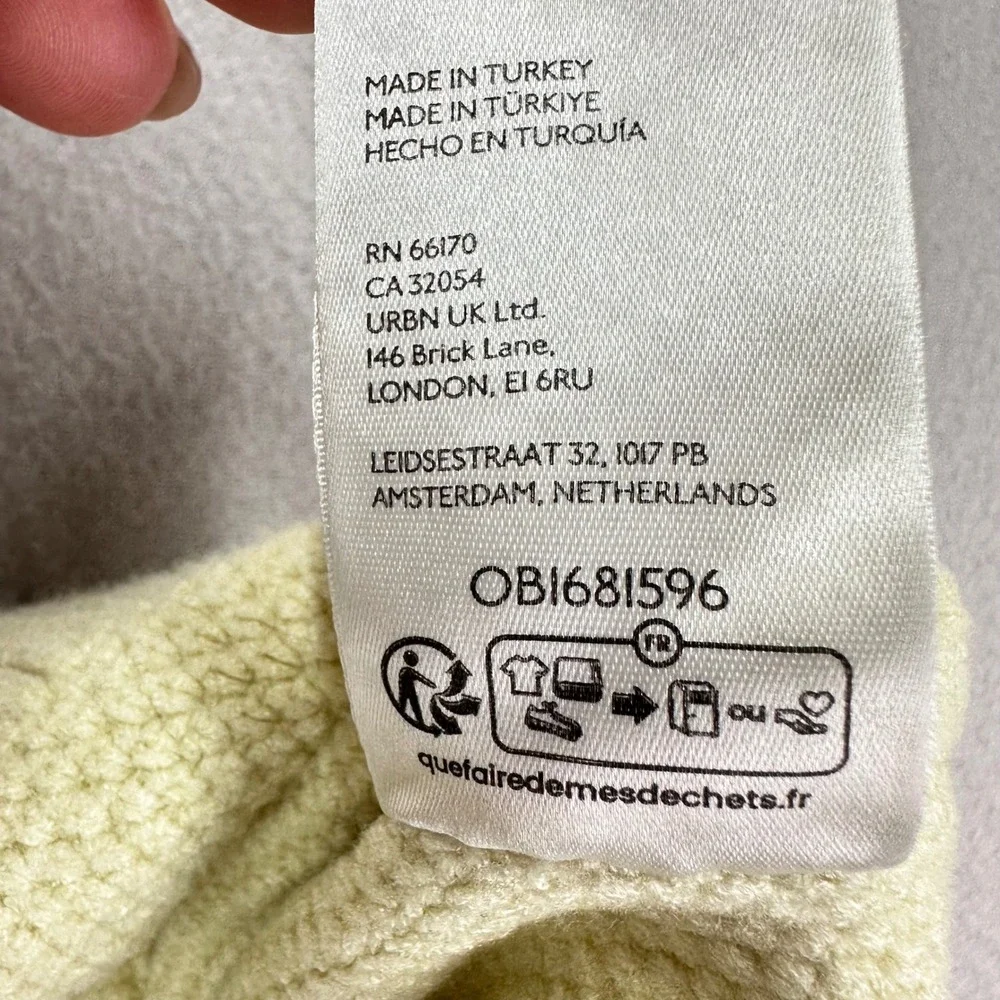 MADE IN TURKEY
MADE IN TÜRKIYE
HECHO EN TURQUÍA
RN 66170
CA 32054
URBN UK Ltd.
146 Brick Lane,
LONDON, E1 6RU
LEIDSESTRAAT 32, 1017 PB
AMSTERDAM, NETHERLANDS
OB1681596
FR
ou
quefairedemesdechets.fr